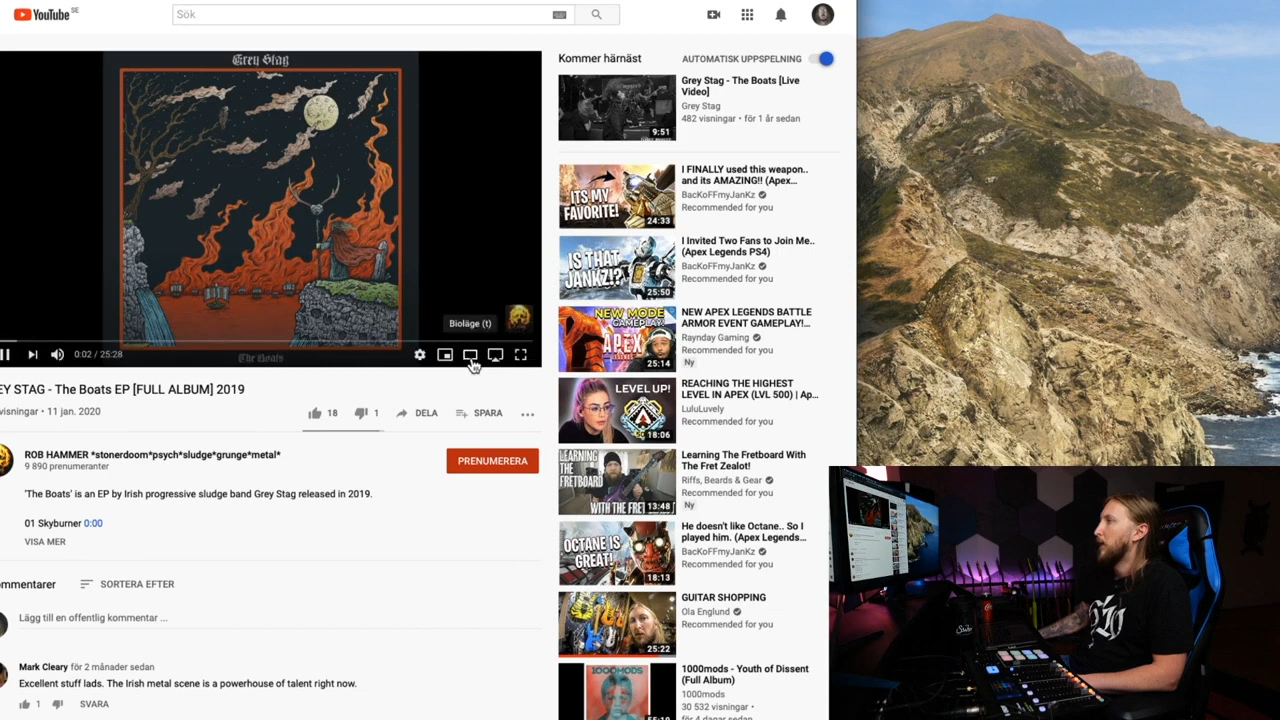 YouTube SE
Sök
Grey Stag
The Boats
Bioläge (t)
0:02 / 25:28
EY STAG - The Boats EP [FULL ALBUM] 2019
visningar • 11 jan. 2020
18
1
DELA
SPARA
ROB HAMMER *stonerdoom*psych*sludge*grunge*metal*
9 890 prenumeranter
PRENUMERERA
'The Boats' is an EP by Irish progressive sludge band Grey Stag released in 2019.
01 Skyburner 0:00
VISA MER
ommentarer
SORTERA EFTER
Lägg till en offentlig kommentar ...
Mark Cleary för 2 månader sedan
Excellent stuff lads. The Irish metal scene is a powerhouse of talent right now.
1
SVARA
Kommer härnäst
AUTOMATISK UPPSPELNING
9:51
Grey Stag - The Boats [Live
Video]
Grey Stag
482 visningar • för 1 år sedan
ITS MY
FAVORITE!
24:33
I FINALLY used this weapon..
and its AMAZING!! (Apex...
BacKoFFmyJanKz
Recommended for you
IS THAT
JANKZ!?
25:50
I Invited Two Fans to Join Me..
(Apex Legends PS4)
BacKoFFmyJanKz
Recommended for you
NEW MODE
GAMEPLAY!
APEX
25:14
NEW APEX LEGENDS BATTLE
ARMOR EVENT GAMEPLAY!...
Raynday Gaming
Recommended for you
Ny
LEVEL UP!
18:06
REACHING THE HIGHEST
LEVEL IN APEX (LVL 500) | Ap...
LuluLuvely
Recommended for you
LEARNING
THE
FRETBOARD
WITH THE FRET
13:48
Learning The Fretboard With
The Fret Zealot!
Riffs, Beards & Gear
Recommended for you
Ny
OCTANE IS
GREAT!
18:13
He doesn't like Octane.. So I
played him. (Apex Legends...
BacKoFFmyJanKz
Recommended for you
25:22
GUITAR SHOPPING
Ola Englund
Recommended for you
1000MODS
1000mods - Youth of Dissent
(Full Album)
1000mods
30 532 visningar •
för 4 dagar sedan